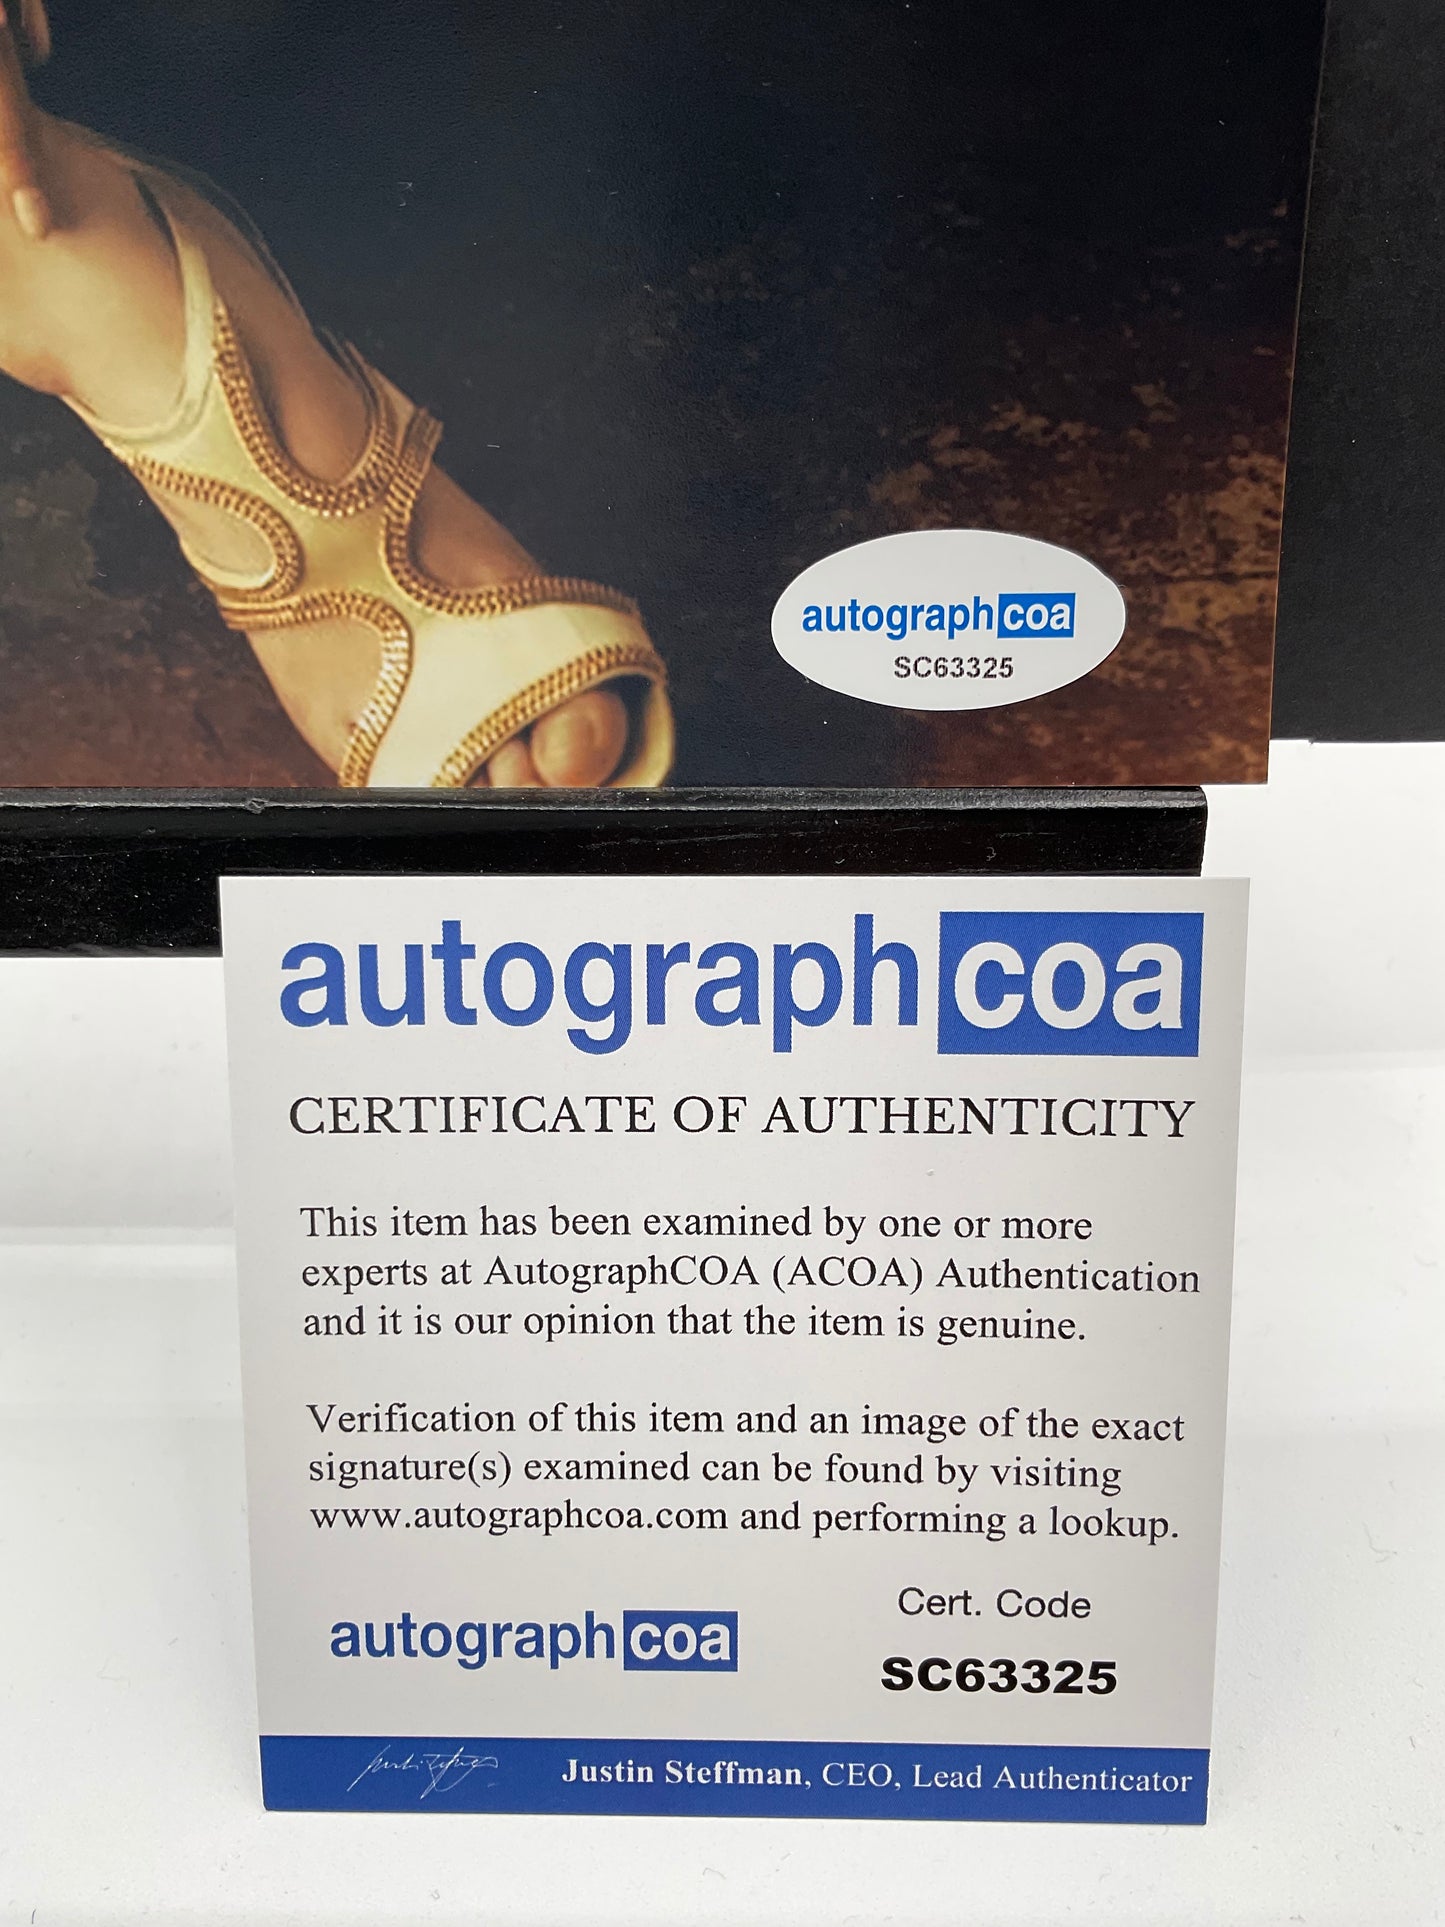 autographcoa
SC63325
autographcoa
CERTIFICATE OF AUTHENTICITY
This item has been examined by one or more
experts at AutographCOA (ACOA) Authentication
and it is our opinion that the item is genuine.
Verification of this item and an image of the exact
signature(s) examined can be found by visiting
www.autographcoa.com and performing a lookup.
Cert. Code
autographcoa
SC63325
Justin Steffman, CEO, Lead Authenticator